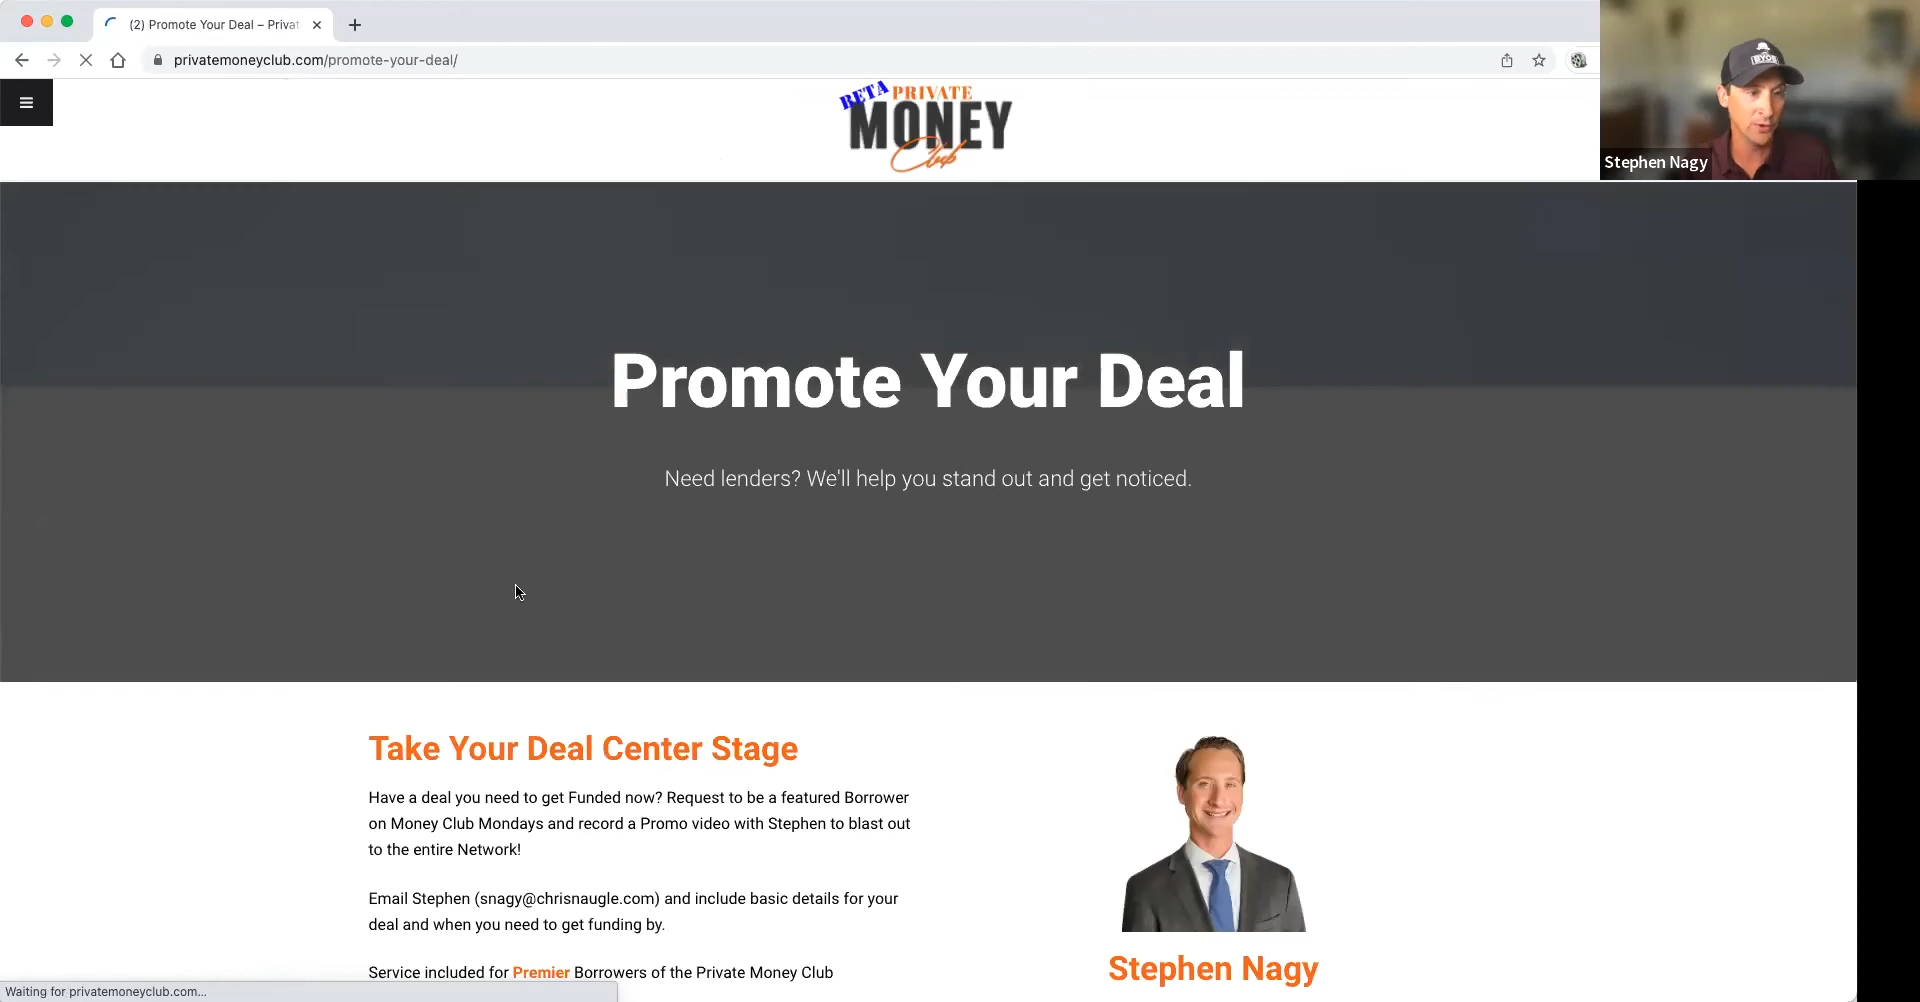 (2) Promote Your Deal – Privat
privatemoneyclub.com/promote-your-deal/
BETA PRIVATE
MONEY
Club
BYOB
Stephen Nagy
Promote Your Deal
Need lenders? We'll help you stand out and get noticed.
Take Your Deal Center Stage
Have a deal you need to get Funded now? Request to be a featured Borrower
on Money Club Mondays and record a Promo video with Stephen to blast out
to the entire Network!
Email Stephen (snagy@chrisnaugle.com) and include basic details for your
deal and when you need to get funding by.
Service included for Premier Borrowers of the Private Money Club
Stephen Nagy
Waiting for privatemoneyclub.com...